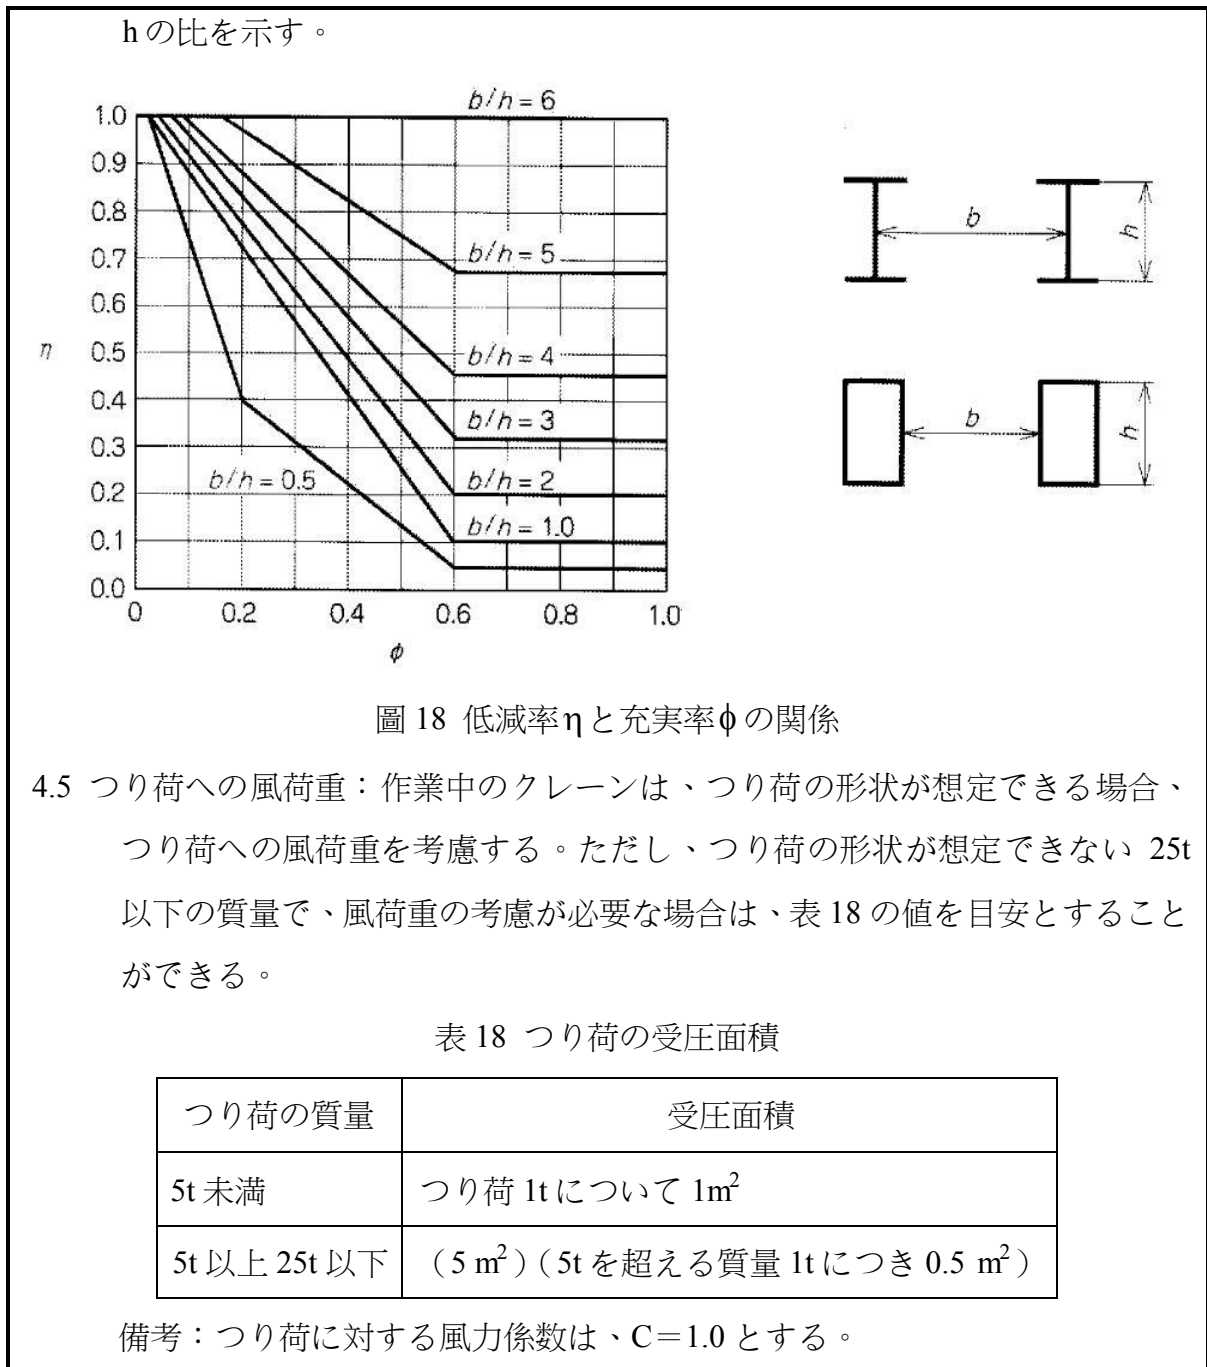 hの比を示す。
b/h = 6
1.0
0.9
0.8
0.7
0.6
0.5
0.4
0.3
0.2
0.1
0.0
η
b/h = 5
b/h = 4
b/h = 3
b/h = 2
b/h = 1.0
b/h = 0.5
0 0.2 0.4 0.6 0.8 1.0
φ
b
h
b
h
圖 18 低減率ηと充実率φの関係
4.5 つり荷への風荷重：作業中のクレーンは、つり荷の形状が想定できる場合、
つり荷への風荷重を考慮する。ただし、つり荷の形状が想定できない 25t
以下の質量で、風荷重の考慮が必要な場合は、表 18 の値を目安とすること
ができる。
表 18 つり荷の受圧面積
つり荷の質量 受圧面積
5t 未満 つり荷 1t について 1m²
5t 以上 25t 以下 （5 m²）（5t を超える質量 1t につき 0.5 m²）
備考：つり荷に対する風力係數は、C＝1.0 とする。